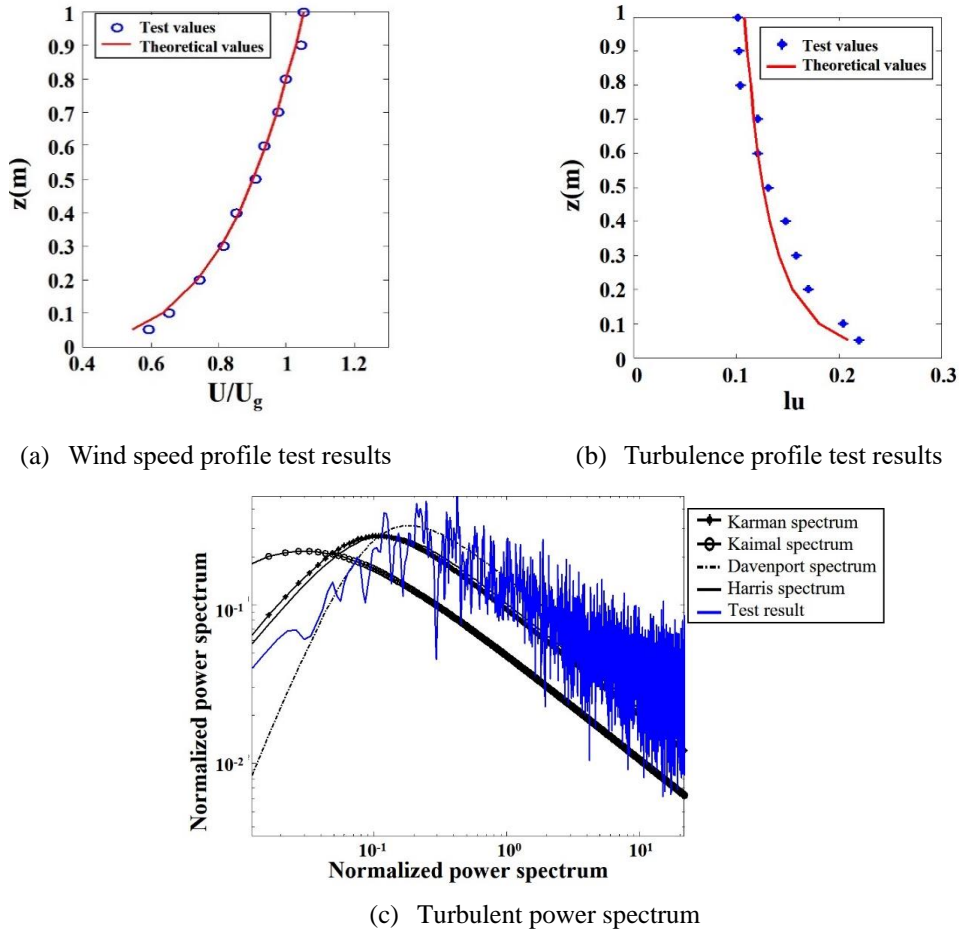 1
0.9
0.8
0.7
0.6
0.5
0.4
0.3
0.2
0.1
0
z(m)
Test values
Theoretical values
0.4
0.6
0.8
1
1.2
U/Ug
(a) Wind speed profile test results
1
0.9
0.8
0.7
0.6
0.5
0.4
0.3
0.2
0.1
0
z(m)
Test values
Theoretical values
0
0.1
0.2
0.3
lu
(b) Turbulence profile test results
Normalized power spectrum
10-1
10-2
10-1
100
101
Normalized power spectrum
Karman spectrum
Kaimal spectrum
Davenport spectrum
Harris spectrum
Test result
(c) Turbulent power spectrum